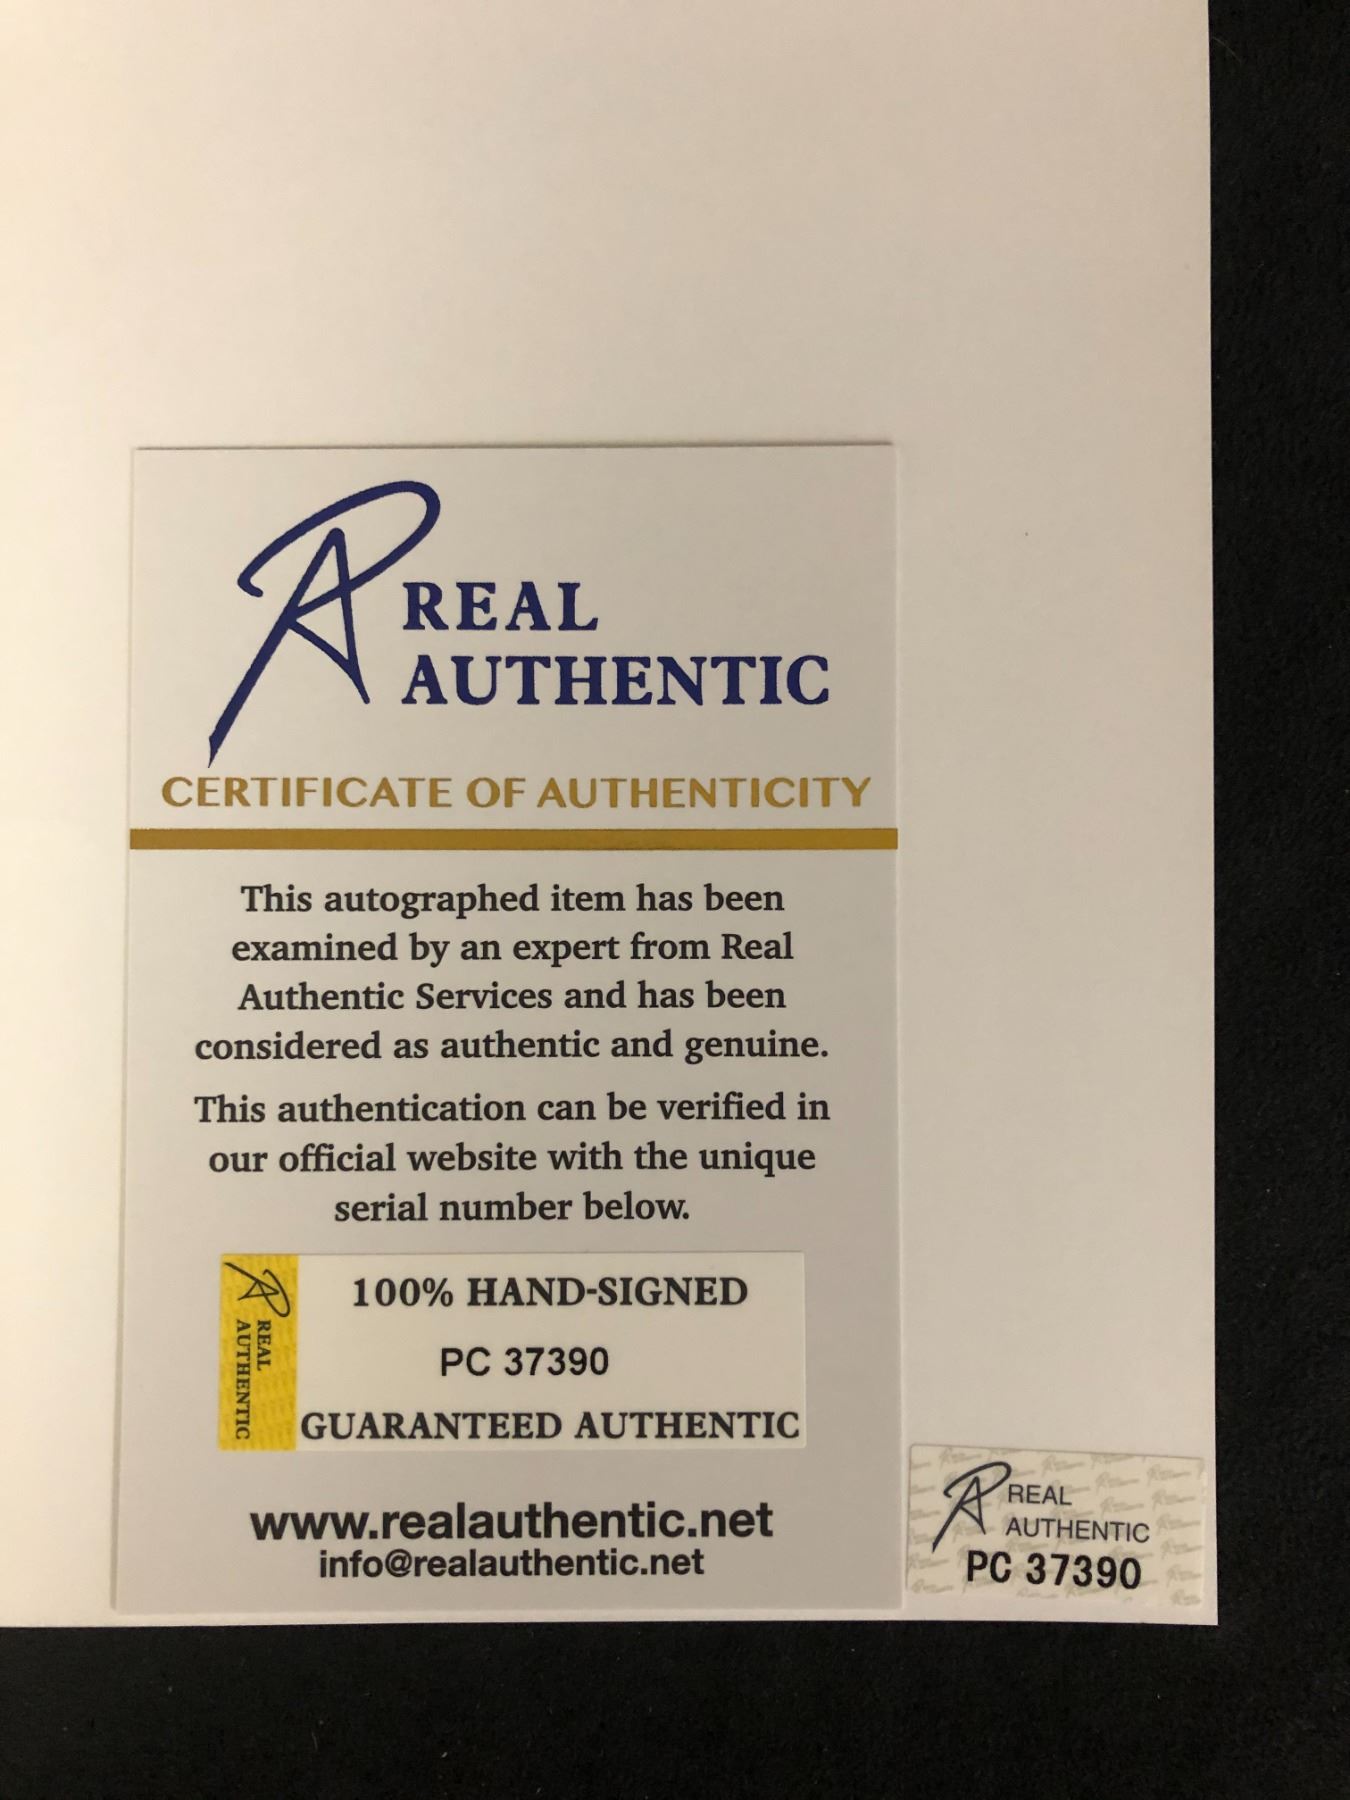 REAL
AUTHENTIC
CERTIFICATE OF AUTHENTICITY
This autographed item has been
examined by an expert from Real
Authentic Services and has been
considered as authentic and genuine.
This authentication can be verified in
our official website with the unique
serial number below.
REAL
AUTHENTIC
100% HAND-SIGNED
PC 37390
GUARANTEED AUTHENTIC
www.realauthentic.net
info@realauthentic.net
REAL
AUTHENTIC
PC 37390